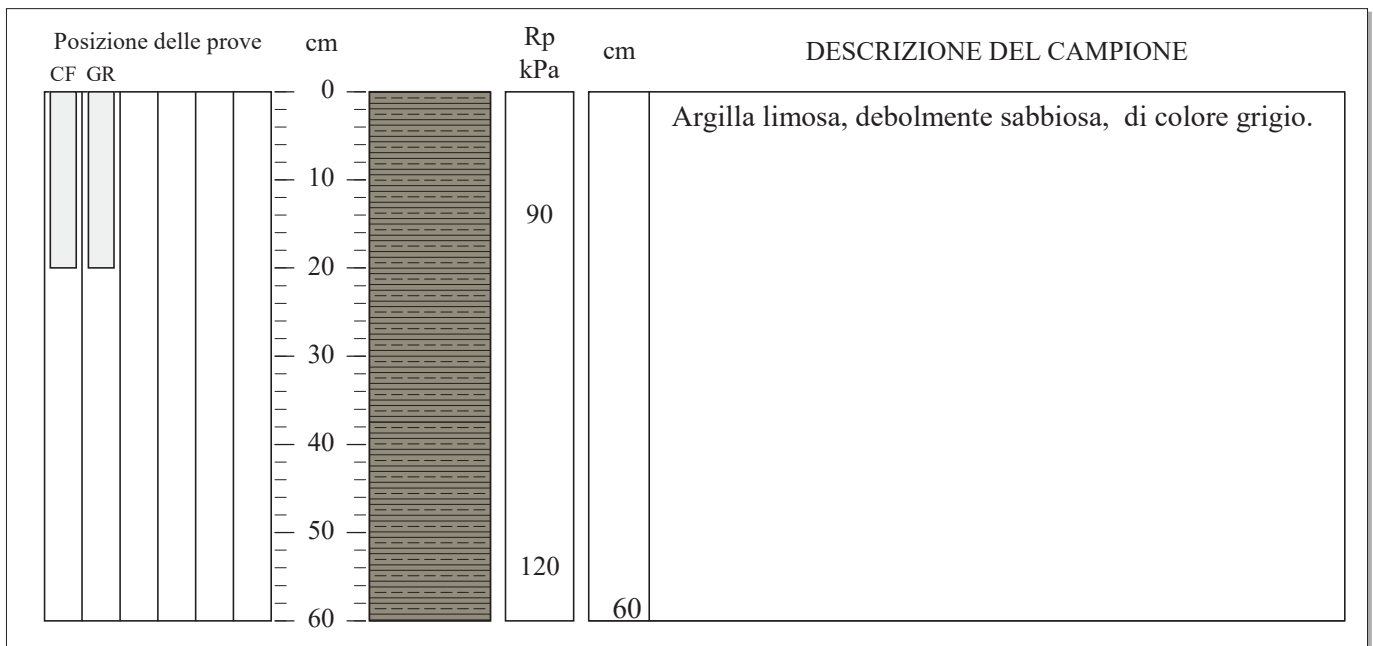 Posizione delle prove
CF GR
cm
Rp
kPa
cm
DESCRIZIONE DEL CAMPIONE
0
10
20
30
40
50
60
90
120
60
Argilla limosa, debolmente sabbiosa, di colore grigio.